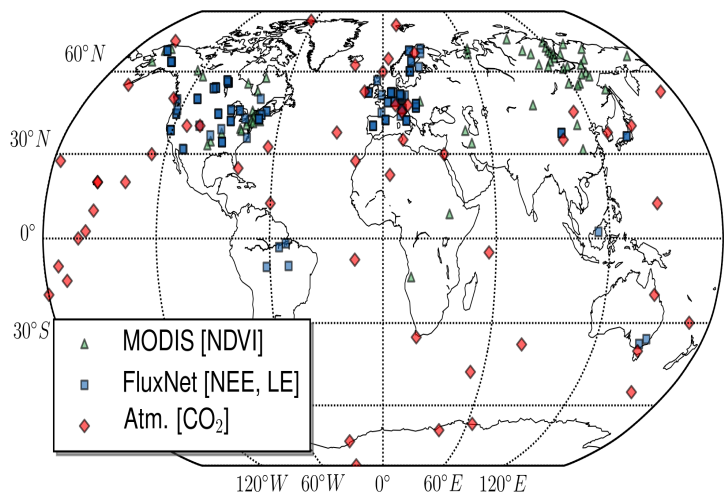 60°N
30°N
0°
30°S
MODIS [NDVI]
FluxNet [NEE, LE]
Atm. [CO₂]
120°W 60°W 0° 60°E 120°E